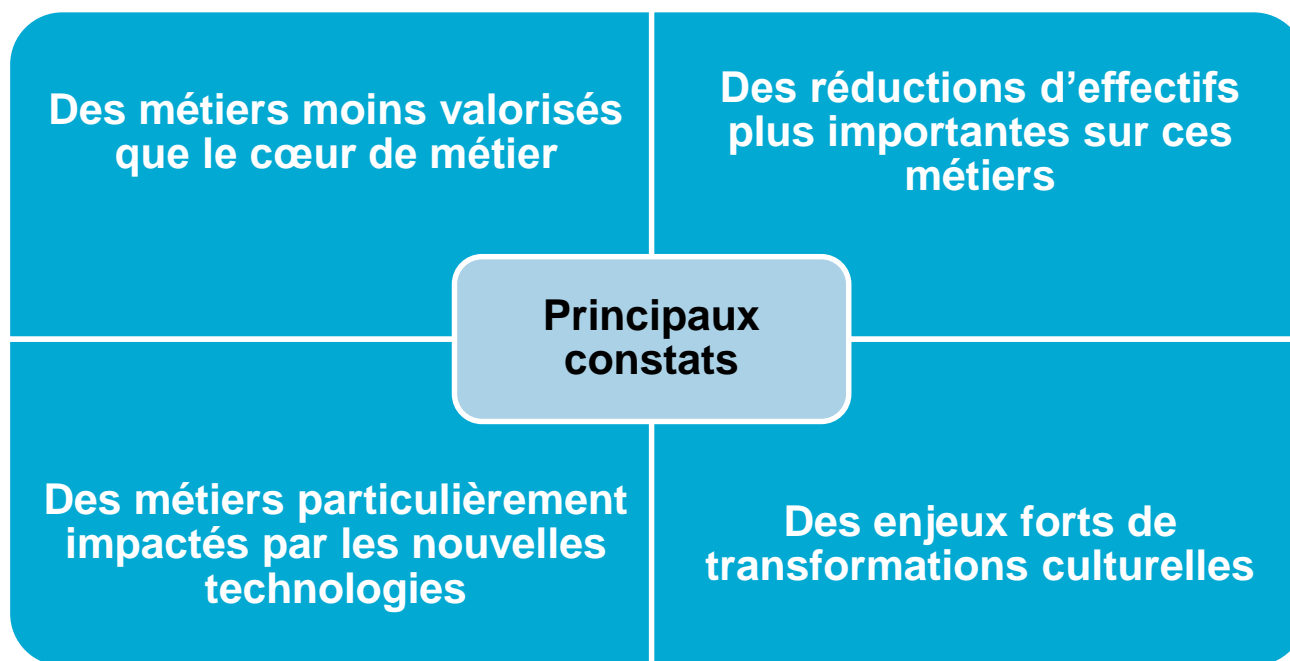 Des métiers moins valorisés
que le cœur de métier
Des réductions d’effectifs
plus importantes sur ces
métiers
Principaux
constats
Des métiers particulièrement
impactés par les nouvelles
technologies
Des enjeux forts de
transformations culturelles